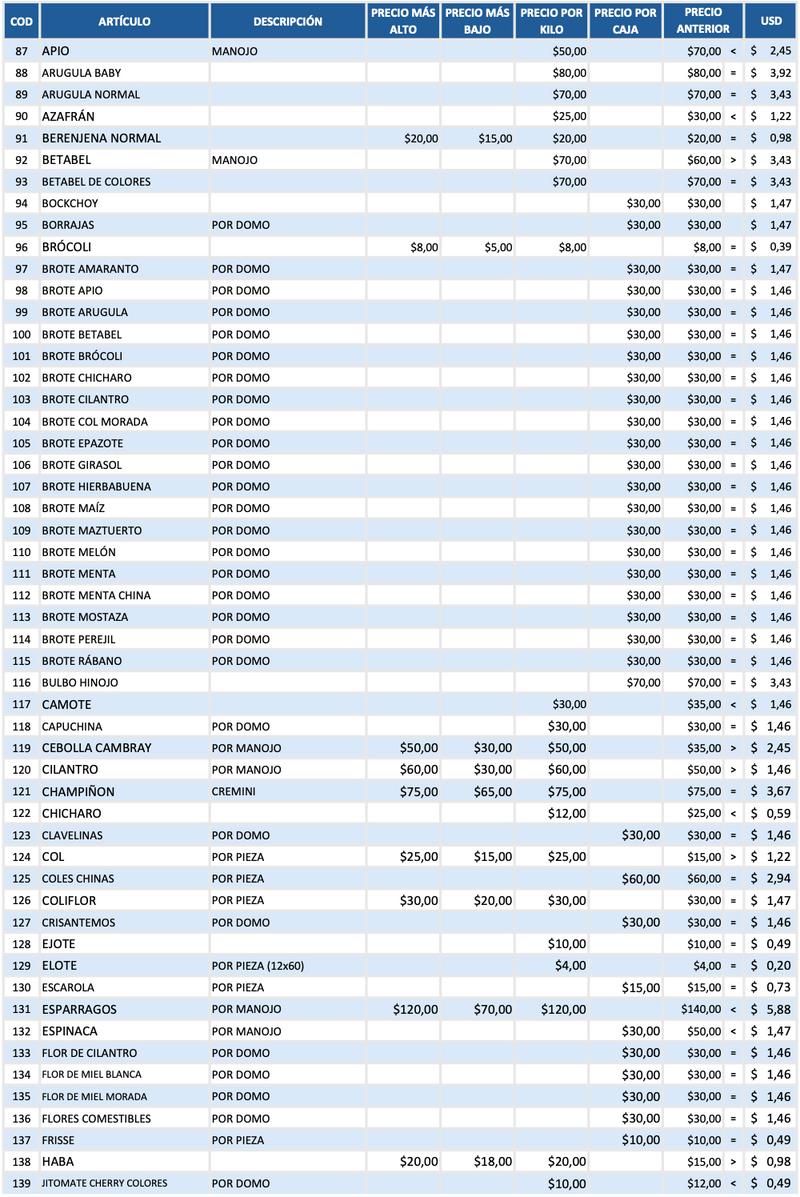 COD ARTÍCULO DESCRIPCIÓN PRECIO MÁS ALTO PRECIO MÁS BAJO PRECIO POR KILO PRECIO POR CAJA PRECIO ANTERIOR USD
87 APIO MANOJO $50,00 $70,00 < $ 2,45
88 ARUGULA BABY $80,00 $80,00 = $ 3,92
89 ARUGULA NORMAL $70,00 $70,00 = $ 3,43
90 AZAFRÁN $25,00 $30,00 < $ 1,22
91 BERENJENA NORMAL $20,00 $15,00 $20,00 $20,00 = $ 0,98
92 BETABEL MANOJO $70,00 $60,00 > $ 3,43
93 BETABEL DE COLORES $70,00 $70,00 = $ 3,43
94 BOCKCHOY $30,00 $30,00 $ 1,47
95 BORRAJAS POR DOMO $30,00 $30,00 $ 1,47
96 BRÓCOLI $8,00 $5,00 $8,00 $8,00 = $ 0,39
97 BROTE AMARANTO POR DOMO $30,00 $30,00 = $ 1,47
98 BROTE APIO POR DOMO $30,00 $30,00 = $ 1,46
99 BROTE ARUGULA POR DOMO $30,00 $30,00 = $ 1,46
100 BROTE BETABEL POR DOMO $30,00 $30,00 = $ 1,46
101 BROTE BRÓCOLI POR DOMO $30,00 $30,00 = $ 1,46
102 BROTE CHICHARO POR DOMO $30,00 $30,00 = $ 1,46
103 BROTE CILANTRO POR DOMO $30,00 $30,00 = $ 1,46
104 BROTE COL MORADA POR DOMO $30,00 $30,00 = $ 1,46
105 BROTE EPAZOTE POR DOMO $30,00 $30,00 = $ 1,46
106 BROTE GIRASOL POR DOMO $30,00 $30,00 = $ 1,46
107 BROTE HIERBABUENA POR DOMO $30,00 $30,00 = $ 1,46
108 BROTE MAÍZ POR DOMO $30,00 $30,00 = $ 1,46
109 BROTE MAZTUERTO POR DOMO $30,00 $30,00 = $ 1,46
110 BROTE MELÓN POR DOMO $30,00 $30,00 = $ 1,46
111 BROTE MENTA POR DOMO $30,00 $30,00 = $ 1,46
112 BROTE MENTA CHINA POR DOMO $30,00 $30,00 = $ 1,46
113 BROTE MOSTAZA POR DOMO $30,00 $30,00 = $ 1,46
114 BROTE PEREJIL POR DOMO $30,00 $30,00 = $ 1,46
115 BROTE RÁBANO POR DOMO $30,00 $30,00 = $ 1,46
116 BULBO HINOJO $70,00 $70,00 = $ 3,43
117 CAMOTE $30,00 $35,00 < $ 1,46
118 CAPUCHINA POR DOMO $30,00 $30,00 = $ 1,46
119 CEBOLLA CAMBRAY POR MANOJO $50,00 $30,00 $50,00 $35,00 > $ 2,45
120 CILANTRO POR MANOJO $60,00 $30,00 $60,00 $50,00 > $ 1,46
121 CHAMPIÑON CREMINI $75,00 $65,00 $75,00 $75,00 = $ 3,67
122 CHICHARO $12,00 $25,00 < $ 0,59
123 CLAVELINAS POR DOMO $30,00 $30,00 = $ 1,46
124 COL POR PIEZA $25,00 $15,00 $25,00 $15,00 > $ 1,22
125 COLES CHINAS POR PIEZA $60,00 $60,00 = $ 2,94
126 COLIFLOR POR PIEZA $30,00 $20,00 $30,00 $30,00 = $ 1,47
127 CRISANTEMOS POR DOMO $30,00 $30,00 = $ 1,46
128 EJOTE $10,00 $10,00 = $ 0,49
129 ELOTE POR PIEZA (12x60) $4,00 $4,00 = $ 0,20
130 ESCAROLA POR PIEZA $15,00 $15,00 = $ 0,73
131 ESPARRAGOS POR MANOJO $120,00 $70,00 $120,00 $140,00 < $ 5,88
132 ESPINACA POR MANOJO $30,00 $50,00 < $ 1,47
133 FLOR DE CILANTRO POR DOMO $30,00 $30,00 = $ 1,46
134 FLOR DE MIEL BLANCA POR DOMO $30,00 $30,00 = $ 1,46
135 FLOR DE MIEL MORADA POR DOMO $30,00 $30,00 = $ 1,46
136 FLORES COMESTIBLES POR DOMO $30,00 $30,00 = $ 1,46
137 FRISSE POR PIEZA $10,00 $10,00 = $ 0,49
138 HABA $20,00 $18,00 $20,00 $15,00 > $ 0,98
139 JITOMATE CHERRY COLORES POR DOMO $10,00 $12,00 < $ 0,49